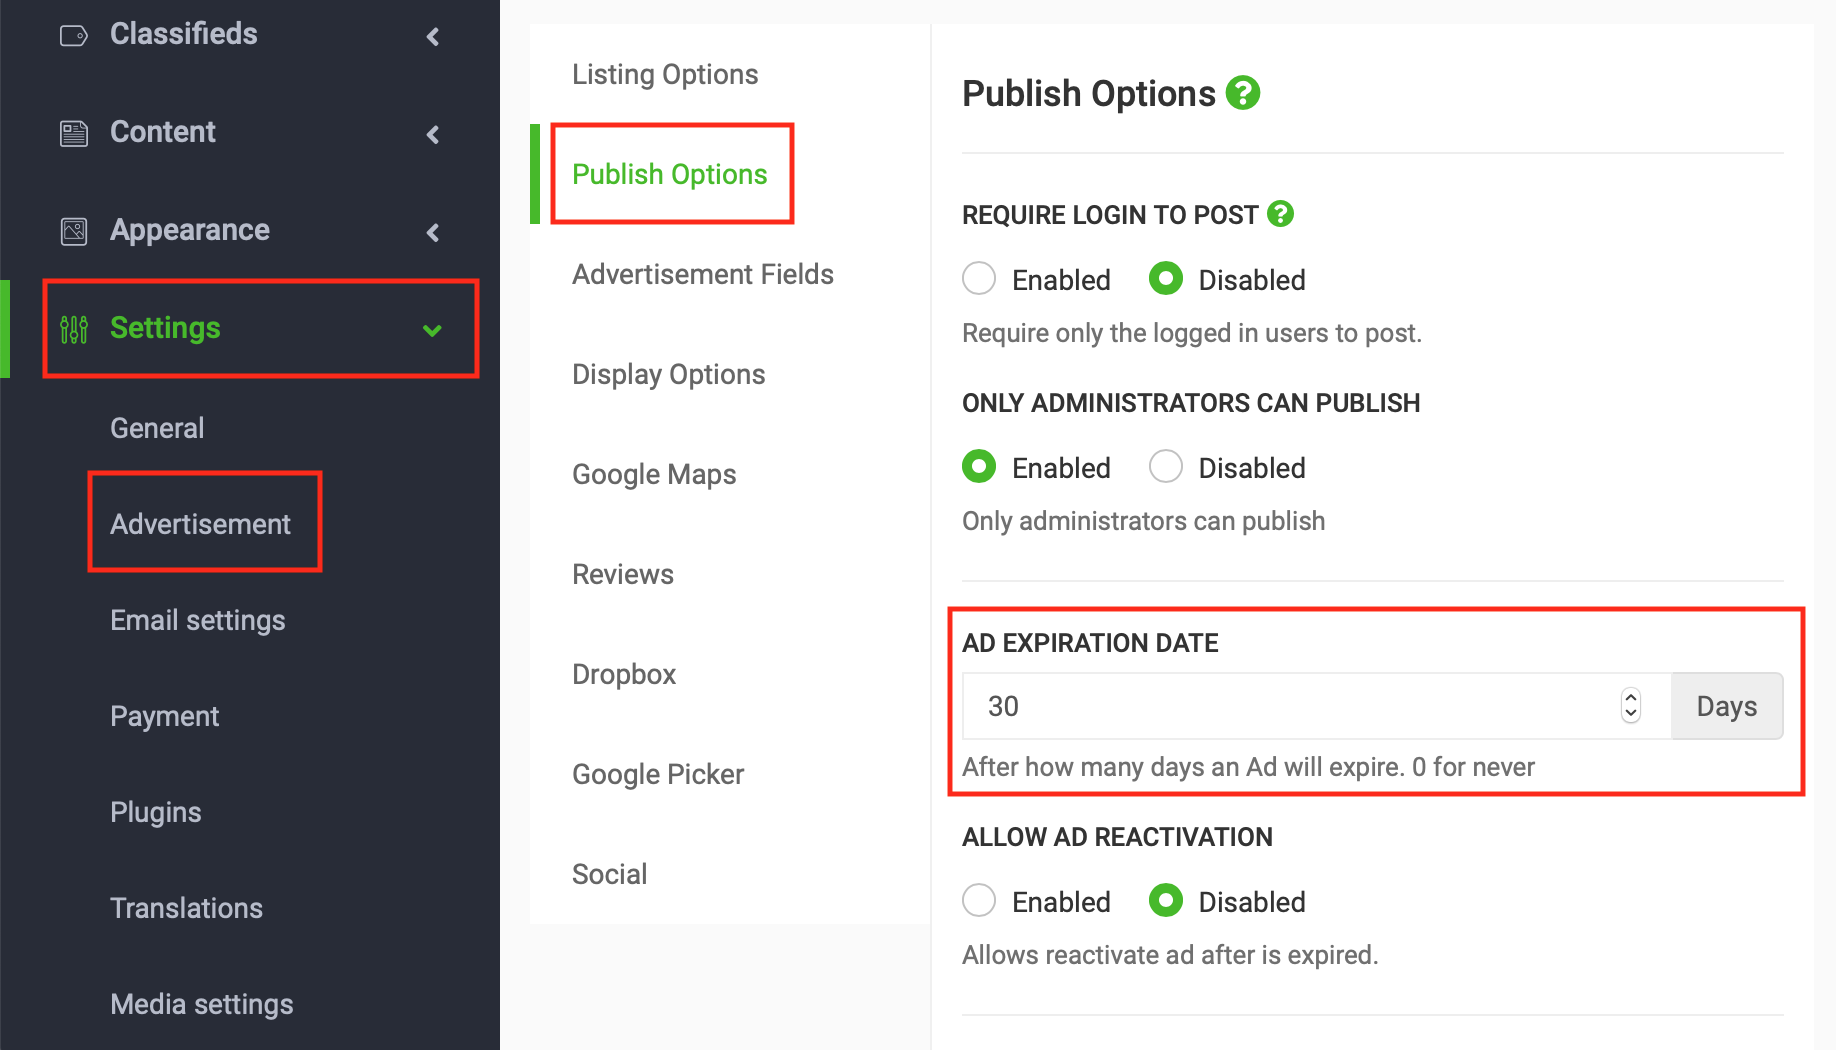 Classifieds
Content
Appearance
Settings
General
Advertisement
Email settings
Payment
Plugins
Translations
Media settings
Listing Options
Publish Options
Advertisement Fields
Display Options
Google Maps
Reviews
Dropbox
Google Picker
Social
Publish Options ?
REQUIRE LOGIN TO POST ?
Enabled Disabled
Require only the logged in users to post.
ONLY ADMINISTRATORS CAN PUBLISH
Enabled Disabled
Only administrators can publish
AD EXPIRATION DATE
30 Days
After how many days an Ad will expire. 0 for never
ALLOW AD REACTIVATION
Enabled Disabled
Allows reactivate ad after is expired.